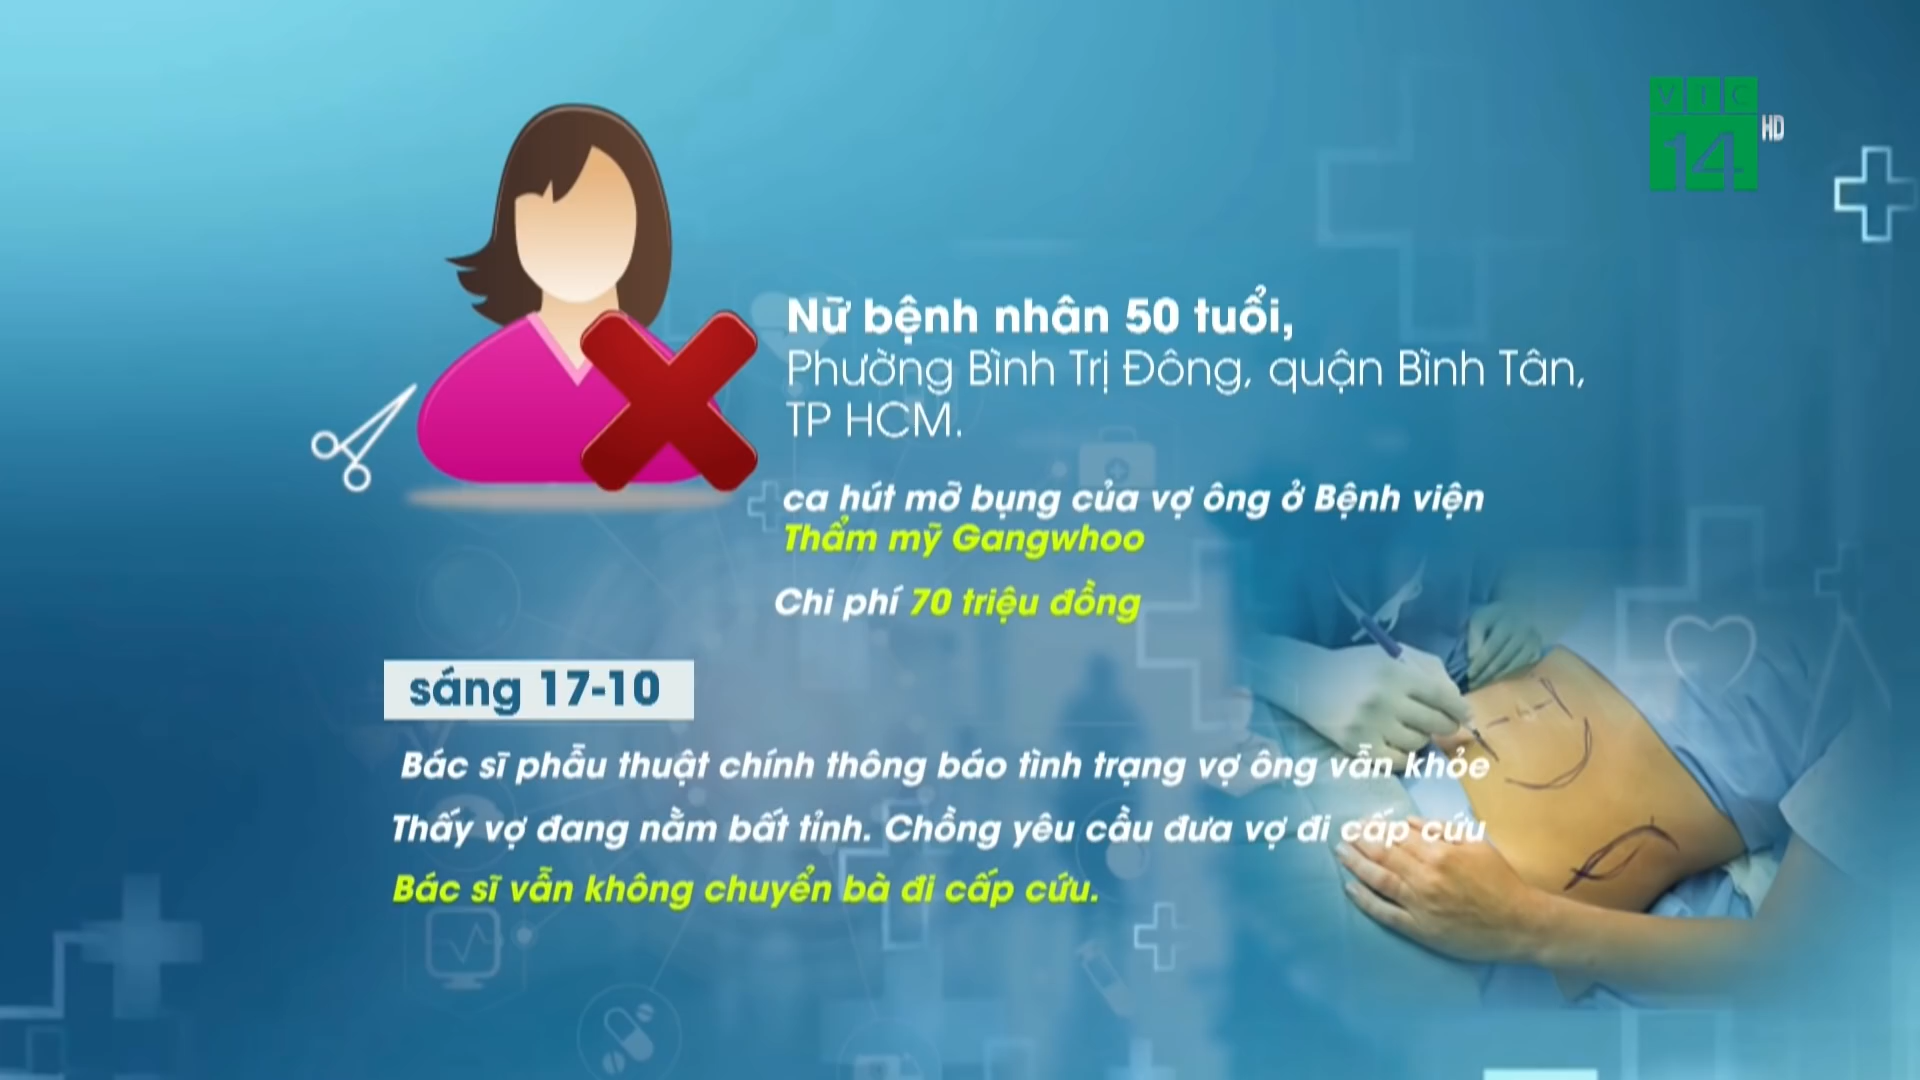 VTC
14 HD
Nữ bệnh nhân 50 tuổi,
Phường Bình Trị Đông, quận Bình Tân,
TP HCM.
ca hút mỡ bụng của vợ ông ở Bệnh viện
Thẩm mỹ Gangwhoo
Chi phí 70 triệu đồng
sáng 17-10
Bác sĩ phẫu thuật chính thông báo tình trạng vợ ông vẫn khỏe
Thấy vợ đang nằm bất tỉnh. Chồng yêu cầu đưa vợ đi cấp cứu
Bác sĩ vẫn không chuyển bà đi cấp cứu.